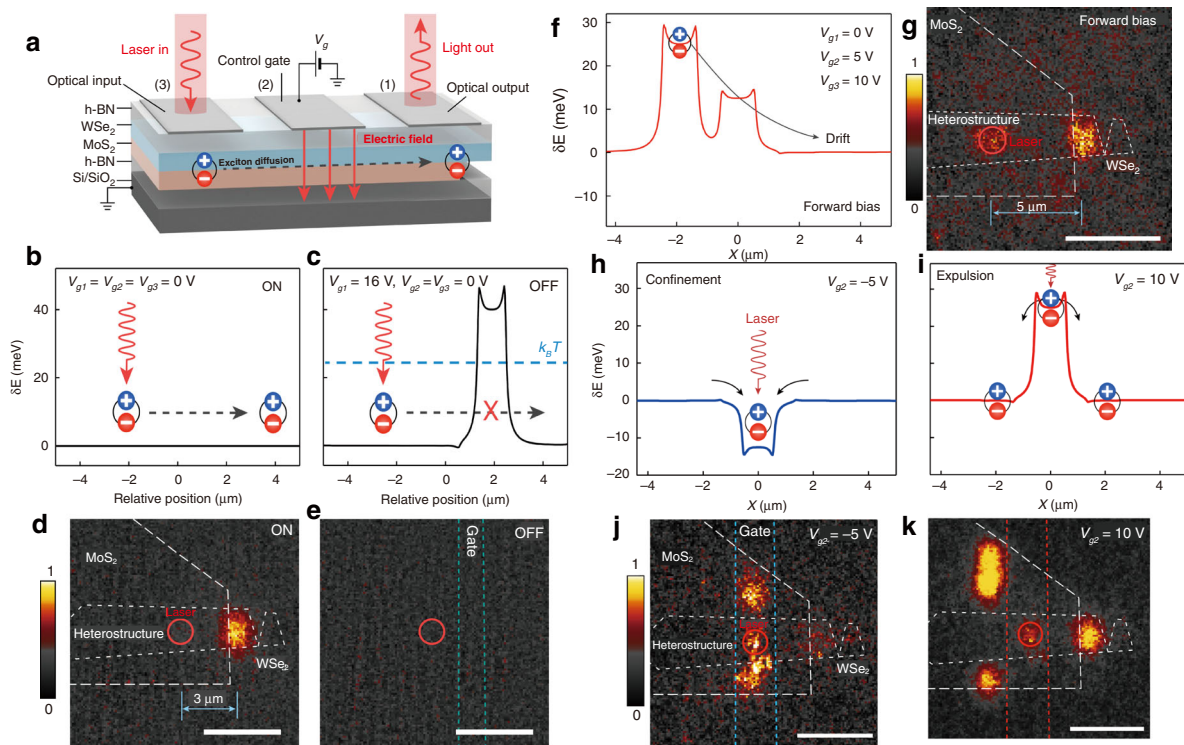 a
Laser in
V_g
Light out
Control gate
Optical input
(3)
(2)
(1)
Optical output
h-BN
WSe₂
MoS₂
h-BN
Si/SiO₂
Electric field
Exciton diffusion
b
V_g1 = V_g2 = V_g3 = 0 V
ON
δE (meV)
40
20
0
−4
−2
0
2
4
Relative position (μm)
c
V_g1 = 16 V, V_g2 = V_g3 = 0 V
OFF
k_BT
X
−4
−2
0
2
4
Relative position (μm)
d
ON
MoS₂
Laser
Heterostructure
WSe₂
3 μm
1
0
e
OFF
Gate
f
V_g1 = 0 V
V_g2 = 5 V
V_g3 = 10 V
Drift
Forward bias
δE (meV)
30
20
10
0
−10
−4
−2
0
2
4
X (μm)
g
MoS₂
Forward bias
Heterostructure
Laser
WSe₂
5 μm
1
0
h
Confinement
V_g2 = −5 V
Laser
δE (meV)
30
20
10
0
−10
−20
−4
−2
0
2
4
X (μm)
i
Expulsion
V_g2 = 10 V
30
20
10
0
−10
−20
−4
−2
0
2
4
X (μm)
j
Gate
V_g2 = −5 V
MoS₂
Laser
Heterostructure
WSe₂
1
0
k
V_g2 = 10 V